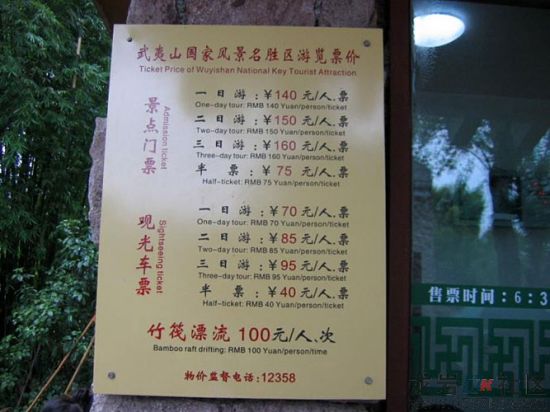 武夷山国家风景名胜区游览票价
Ticket Price of Wuyishan National Key Tourist Attraction
景点门票
Admission ticket
一日游：￥140元/人.票
One-day tour: RMB 140 Yuan/person/ticket
二日游：￥150元/人.票
Two-day tour: RMB 150 Yuan/person/ticket
三日游：￥160元/人.票
Three-day tour: RMB 160 Yuan/person/ticket
半票：￥75元/人.票
Half-ticket: RMB 75 Yuan/person/ticket
观光车票
Sightseeing ticket
一日游：￥70元/人.票
One-day tour: RMB 70 Yuan/person/ticket
二日游：￥85元/人.票
Two-day tour: RMB 85 Yuan/person/ticket
三日游：￥95元/人.票
Three-day tour: RMB 95 Yuan/person/ticket
半票：￥40元/人.票
Half-ticket: RMB 40 Yuan/person/ticket
竹筏漂流100元/人.次
Bamboo raft drifting: RMB 100 Yuan/person/time
物价监督电话:12358
售票时间:6:3